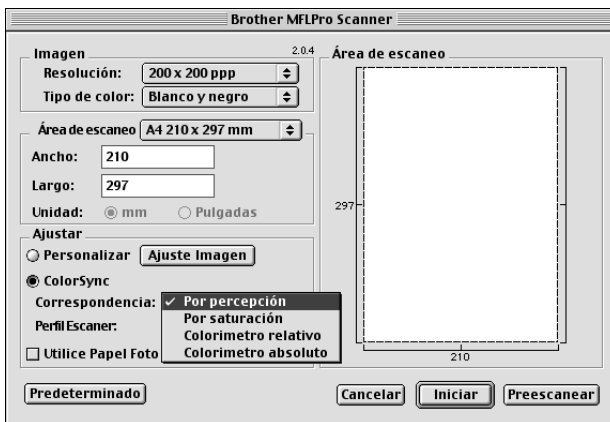 Brother MFLPro Scanner
Imagen
2.0.4
Resolución: 200 x 200 ppp
Tipo de color: Blanco y negro
Área de escaneo A4 210 x 297 mm
Ancho: 210
Largo: 297
Unidad: mm Pulgadas
Ajustar
Personalizar Ajuste Imagen
ColorSync
Correspondencia: ✓ Por percepción
Por saturación
Perfil Escaner:
Colorimetro relativo
Colorimetro absoluto
Utilice Papel Foto
Predeterminado
Área de escaneo
297
210
Cancelar Iniciar Preescanear